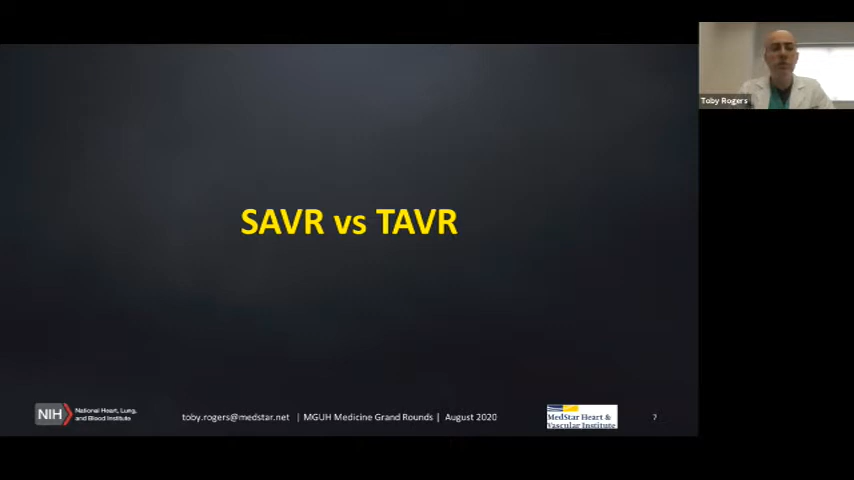 Toby Rogers
SAVR vs TAVR
NIH
National Heart, Lung,
and Blood Institute
toby.rogers@medstar.net | MGUH Medicine Grand Rounds | August 2020
MedStar Heart &
Vascular Institute
7